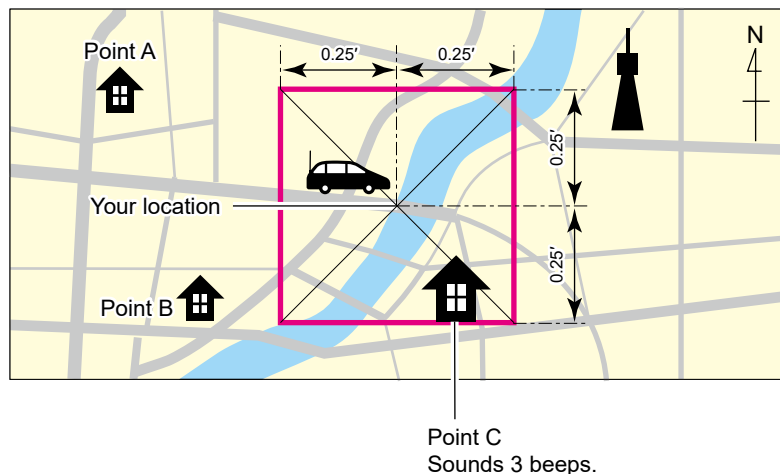 Point A
0.25′
0.25′
N
0.25′
Your location
0.25′
Point B
Point C
Sounds 3 beeps.